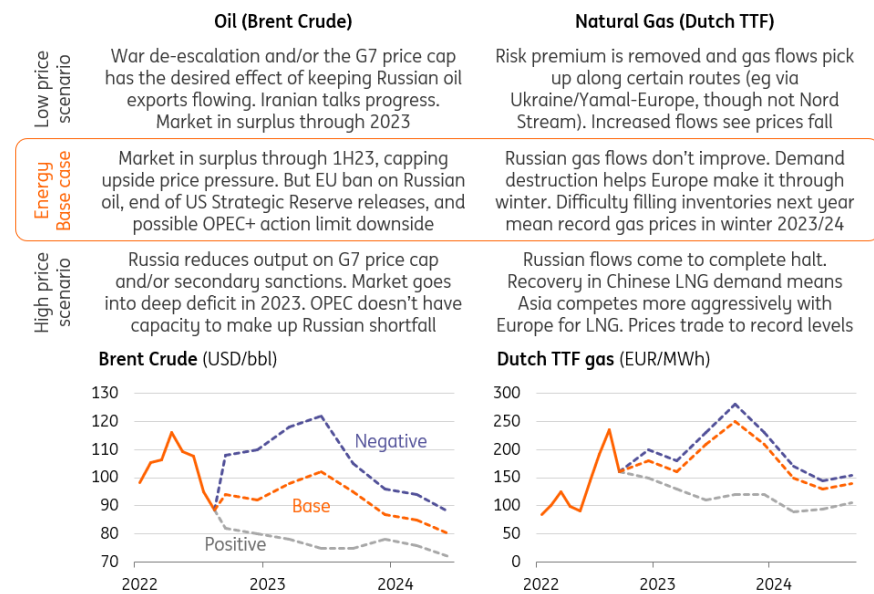 Oil (Brent Crude)
Natural Gas (Dutch TTF)
Low price
scenario
War de-escalation and/or the G7 price cap
has the desired effect of keeping Russian oil
exports flowing. Iranian talks progress.
Market in surplus through 2023
Risk premium is removed and gas flows pick
up along certain routes (eg via
Ukraine/Yamal-Europe, though not Nord
Stream). Increased flows see prices fall
Energy
Base case
Market in surplus through 1H23, capping
upside price pressure. But EU ban on Russian
oil, end of US Strategic Reserve releases, and
possible OPEC+ action limit downside
Russian gas flows don't improve. Demand
destruction helps Europe make it through
winter. Difficulty filling inventories next year
mean record gas prices in winter 2023/24
High price
scenario
Russia reduces output on G7 price cap
and/or secondary sanctions. Market goes
into deep deficit in 2023. OPEC doesn't have
capacity to make up Russian shortfall
Russian flows come to complete halt.
Recovery in Chinese LNG demand means
Asia competes more aggressively with
Europe for LNG. Prices trade to record levels
Brent Crude (USD/bbl)
130
120
110
100
90
80
70
Negative
Base
Positive
2022
2023
2024
Dutch TTF gas (EUR/MWh)
300
250
200
150
100
50
0
2022
2023
2024